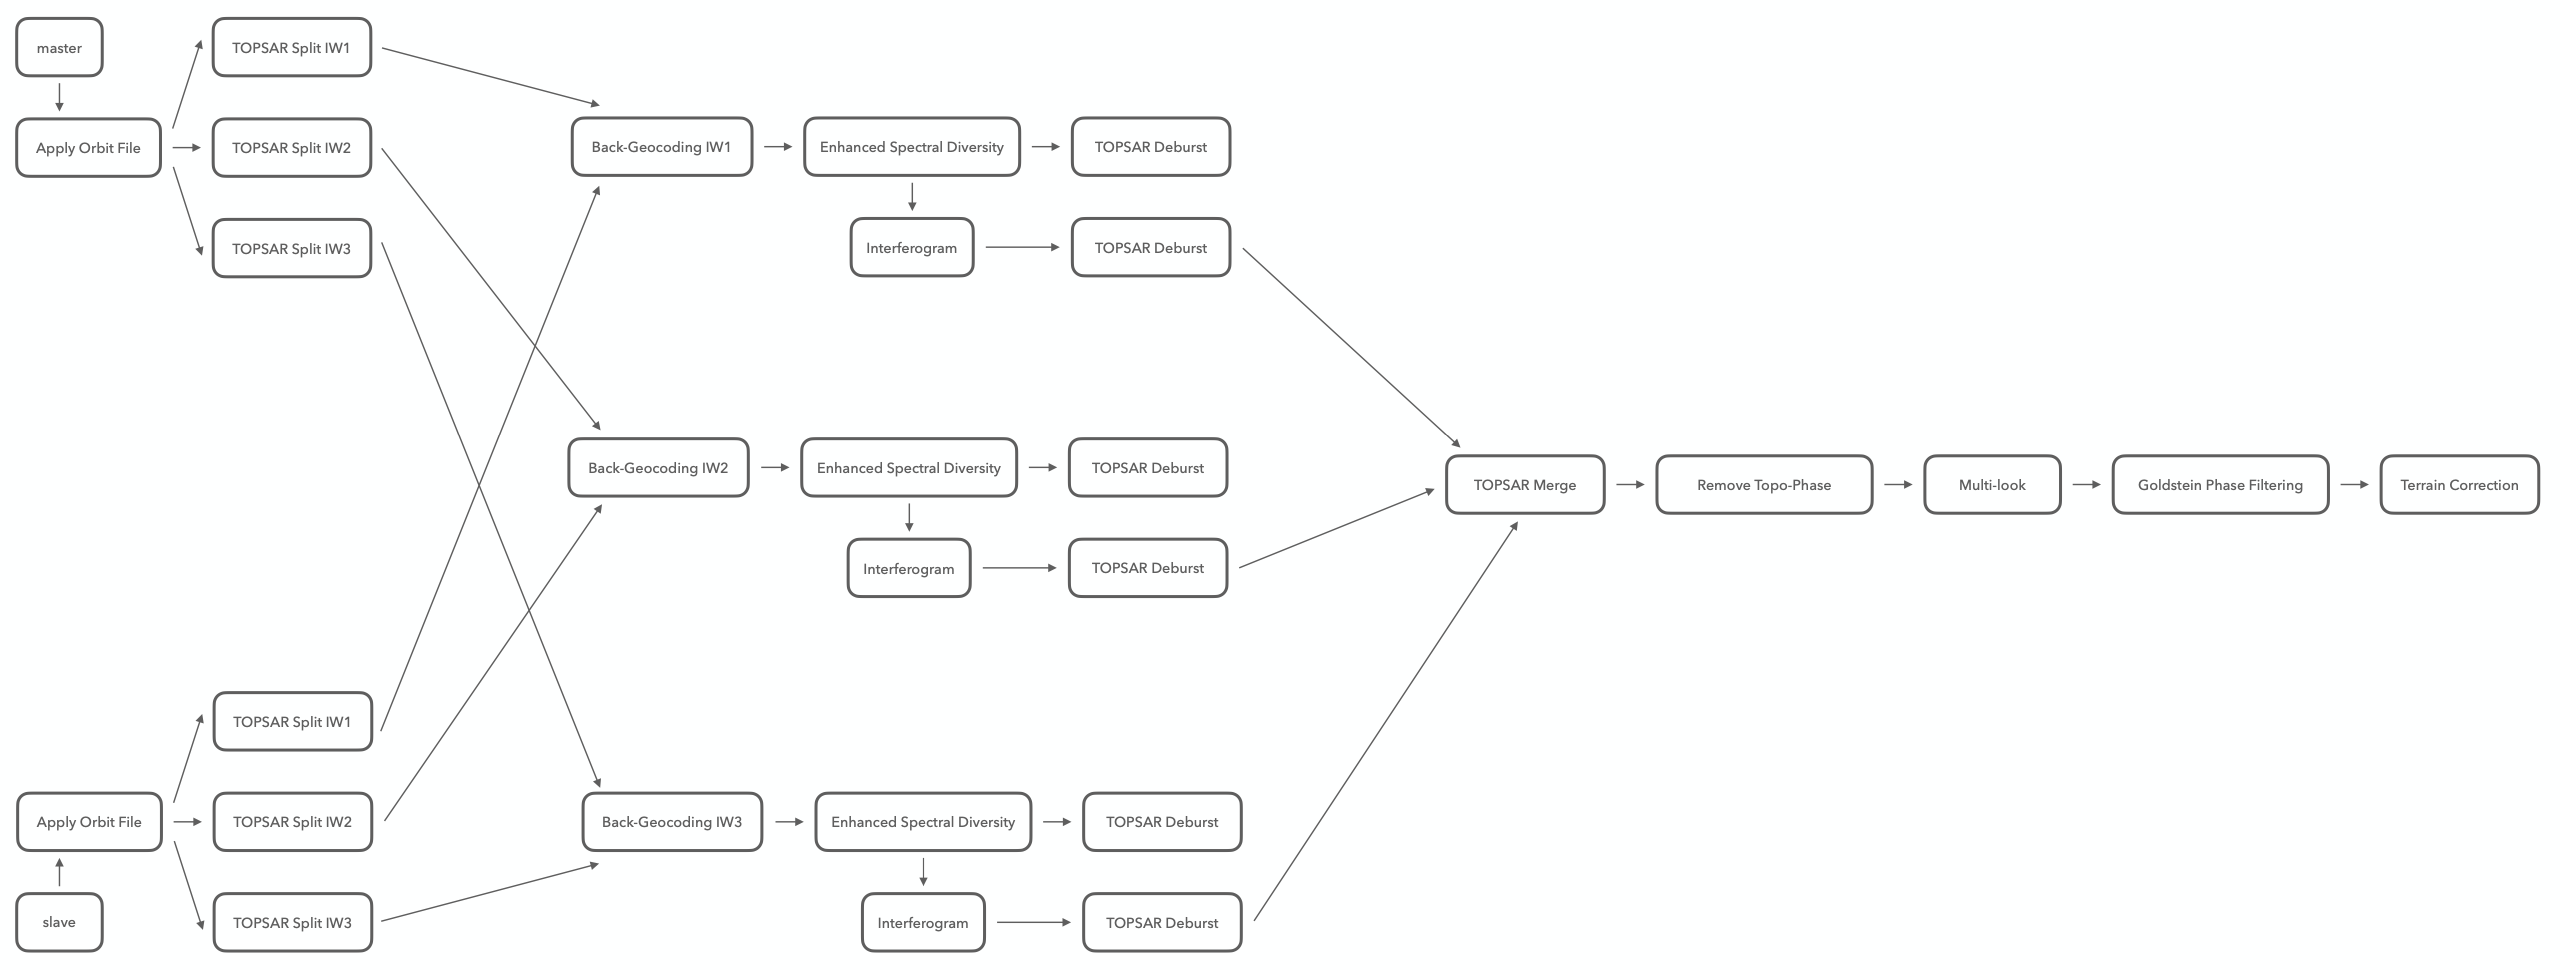 master
TOPSAR Split IW1
Apply Orbit File
TOPSAR Split IW2
TOPSAR Split IW3
Back-Geocoding IW1
Enhanced Spectral Diversity
TOPSAR Deburst
Interferogram
TOPSAR Deburst
Back-Geocoding IW2
Enhanced Spectral Diversity
TOPSAR Deburst
Interferogram
TOPSAR Deburst
TOPSAR Merge
Remove Topo-Phase
Multi-look
Goldstein Phase Filtering
Terrain Correction
TOPSAR Split IW1
Apply Orbit File
TOPSAR Split IW2
slave
TOPSAR Split IW3
Back-Geocoding IW3
Enhanced Spectral Diversity
TOPSAR Deburst
Interferogram
TOPSAR Deburst